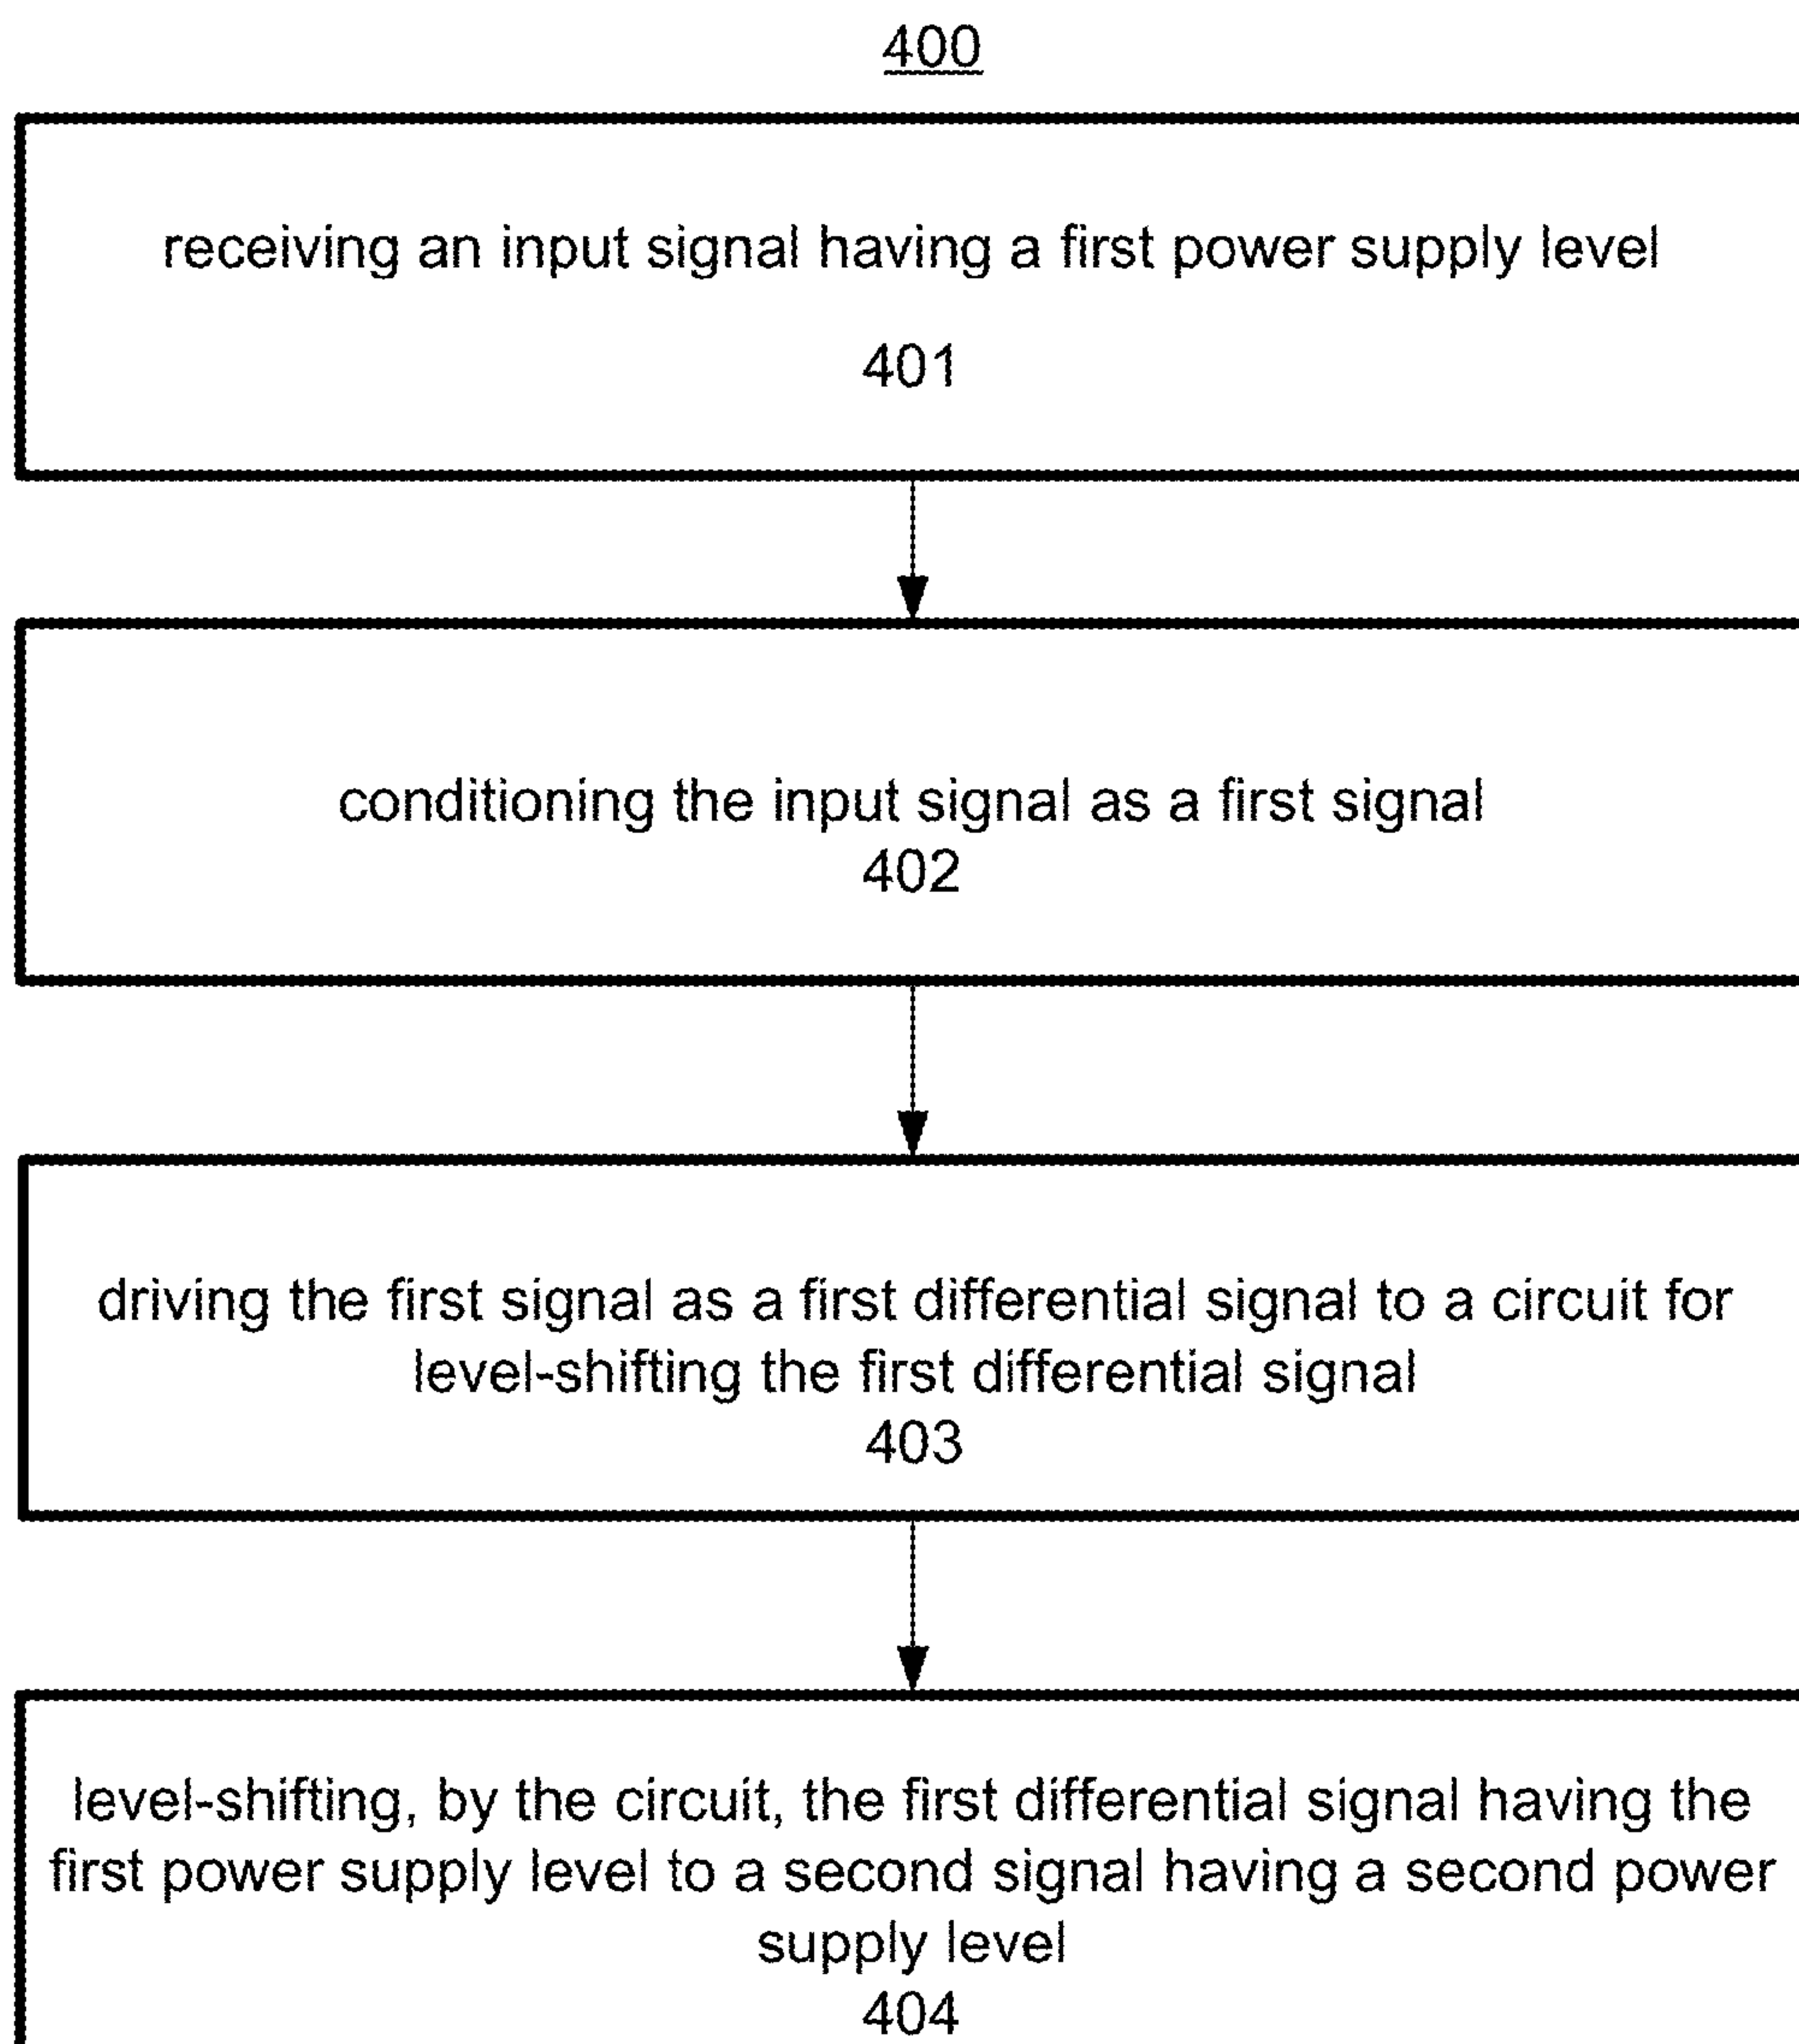 400
receiving an input signal having a first power supply level
401
conditioning the input signal as a first signal
402
driving the first signal as a first differential signal to a circuit for
level-shifting the first differential signal
403
level-shifting, by the circuit, the first differential signal having the
first power supply level to a second signal having a second power
supply level
404